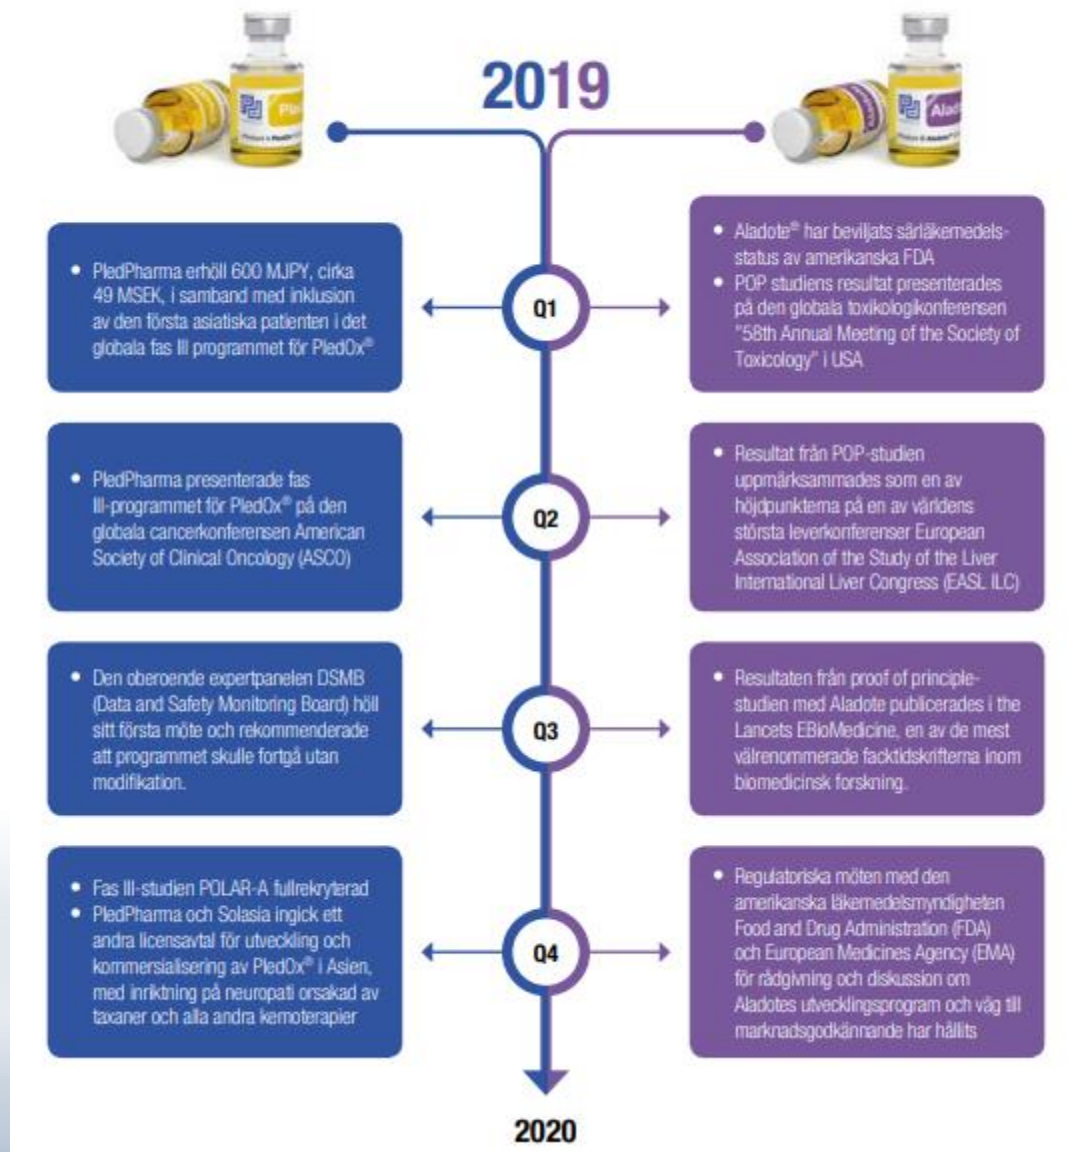 2019
• PledPharma erhöll 600 MJPY, cirka
49 MSEK, i samband med inklusion
av den första asiatiska patienten i det
globala fas III programmet för PledOx®
Q1
• Aladote® har beviljats särläkemedels-
status av amerikanska FDA
• POP studiens resultat presenterades
på den globala toxikologikonferensen
"58th Annual Meeting of the Society of
Toxicology" i USA
• PledPharma presenterade fas
III-programmet för PledOx® på den
globala cancerkonferensen American
Society of Clinical Oncology (ASCO)
Q2
• Resultat från POP-studien
uppmärksammades som en av
höjdpunkterna på en av världens
största leverkonferenser European
Association of the Study of the Liver
International Liver Congress (EASL ILC)
• Den oberoende expertpanelen DSMB
(Data and Safety Monitoring Board) höll
sitt första möte och rekommenderade
att programmet skulle fortgå utan
modifikation.
Q3
• Resultaten från proof of principle-
studien med Aladote publicerades i the
Lancets EBioMedicine, en av de mest
välrenommerade facktidskrifterna inom
biomedicinsk forskning.
• Fas III-studien POLAR-A fullrekryterad
• PledPharma och Solasia ingick ett
andra licensavtal för utveckling och
kommersialisering av PledOx® i Asien,
med inriktning på neuropati orsakad av
taxaner och alla andra kemoterapier
Q4
• Regulatoriska möten med den
amerikanska läkemedelsmyndigheten
Food and Drug Administration (FDA)
och European Medicines Agency (EMA)
för rådgivning och diskussion om
Aladotes utvecklingsprogram och väg till
marknadsgodkännande har hållits
2020